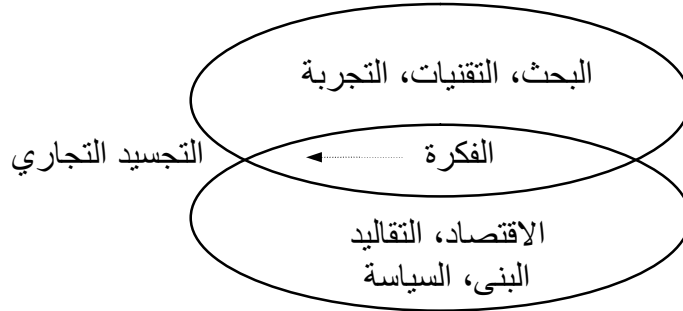 البحث، التقنيات، التجربة
الفكرة
التجسيد التجاري
الاقتصاد، التقاليد
البنى، السياسة